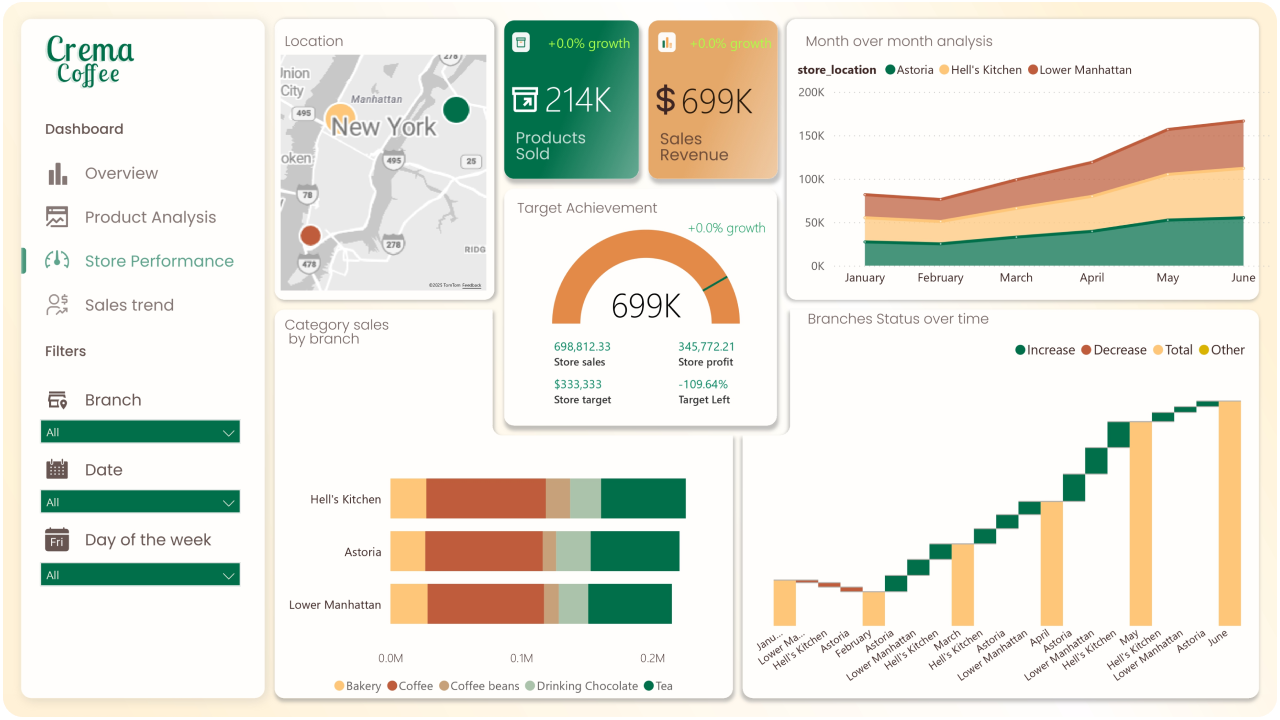 Crema
Coffee
Dashboard
Overview
Product Analysis
Store Performance
Sales trend
Filters
Branch
All
Date
All
Fri
Day of the week
All
Location
278
Union
City
Manhattan
495
New York
oken
495
25
78
278
RIDG
478
©2025 TomTom Feedback
+0.0% growth
214K
Products
Sold
+0.0% growth
$ 699K
Sales
Revenue
Target Achievement
+0.0% growth
699K
698,812.33
Store sales
345,772.21
Store profit
$333,333
Store target
-109.64%
Target Left
Month over month analysis
store_location Astoria Hell's Kitchen Lower Manhattan
200K
150K
100K
50K
0K
January February March April May June
Category sales
by branch
Hell's Kitchen
Astoria
Lower Manhattan
0.0M 0.1M 0.2M
Bakery Coffee Coffee beans Drinking Chocolate Tea
Branches Status over time
Increase Decrease Total Other
Janu...
Lower Ma...
Hell's Kitchen
Astoria
February
Astoria
Lower Manhattan
Hell's Kitchen
March
Hell's Kitchen
Astoria
Lower Manhattan
April
Astoria
Lower Manhattan
Hell's Kitchen
May
Hell's Kitchen
Lower Manhattan
Astoria
June